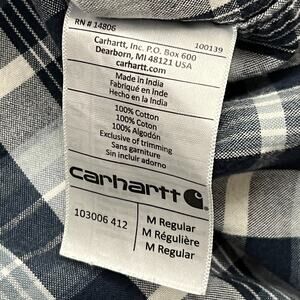 RN # 14806
100139
Carhartt, Inc. P.O. Box 600
Dearborn, MI 48121 USA
carhartt.com
Made in India
Fabriqué en Inde
Hecho en la India
100% Cotton
100% Coton
100% Algodón
Exclusive of trimming
Sans garniture
Sin incluir adorno
carhartt
103006 412
M Regular
M Régulière
M Regular